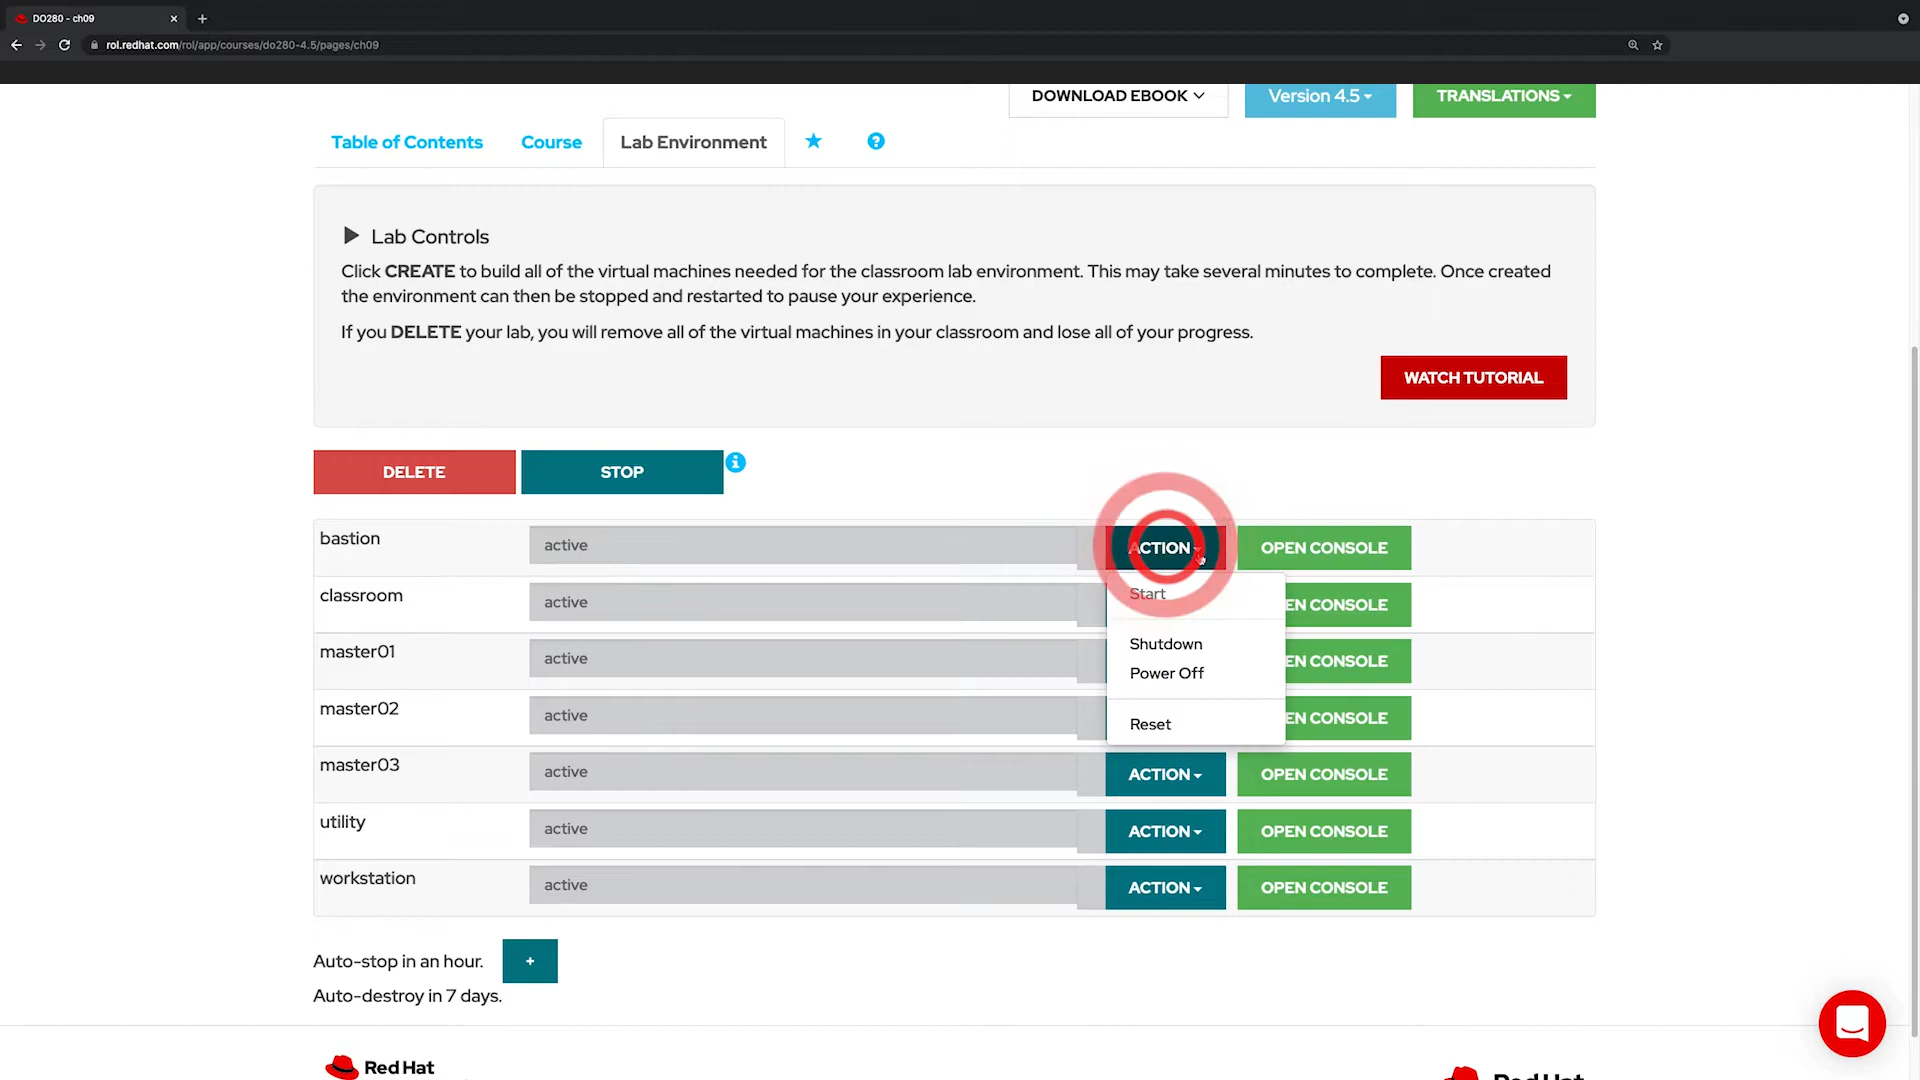 DO280 - ch09
rol.redhat.com/rol/app/courses/do280-4.5/pages/ch09
DOWNLOAD EBOOK
Version 4.5
TRANSLATIONS
Table of Contents
Course
Lab Environment
Lab Controls
Click CREATE to build all of the virtual machines needed for the classroom lab environment. This may take several minutes to complete. Once created
the environment can then be stopped and restarted to pause your experience.
If you DELETE your lab, you will remove all of the virtual machines in your classroom and lose all of your progress.
WATCH TUTORIAL
DELETE
STOP
bastion active ACTION OPEN CONSOLE
Start
classroom active EN CONSOLE
Shutdown
master01 active EN CONSOLE
Power Off
master02 active EN CONSOLE
Reset
master03 active ACTION OPEN CONSOLE
utility active ACTION OPEN CONSOLE
workstation active ACTION OPEN CONSOLE
Auto-stop in an hour. +
Auto-destroy in 7 days.
Red Hat
Red Hat